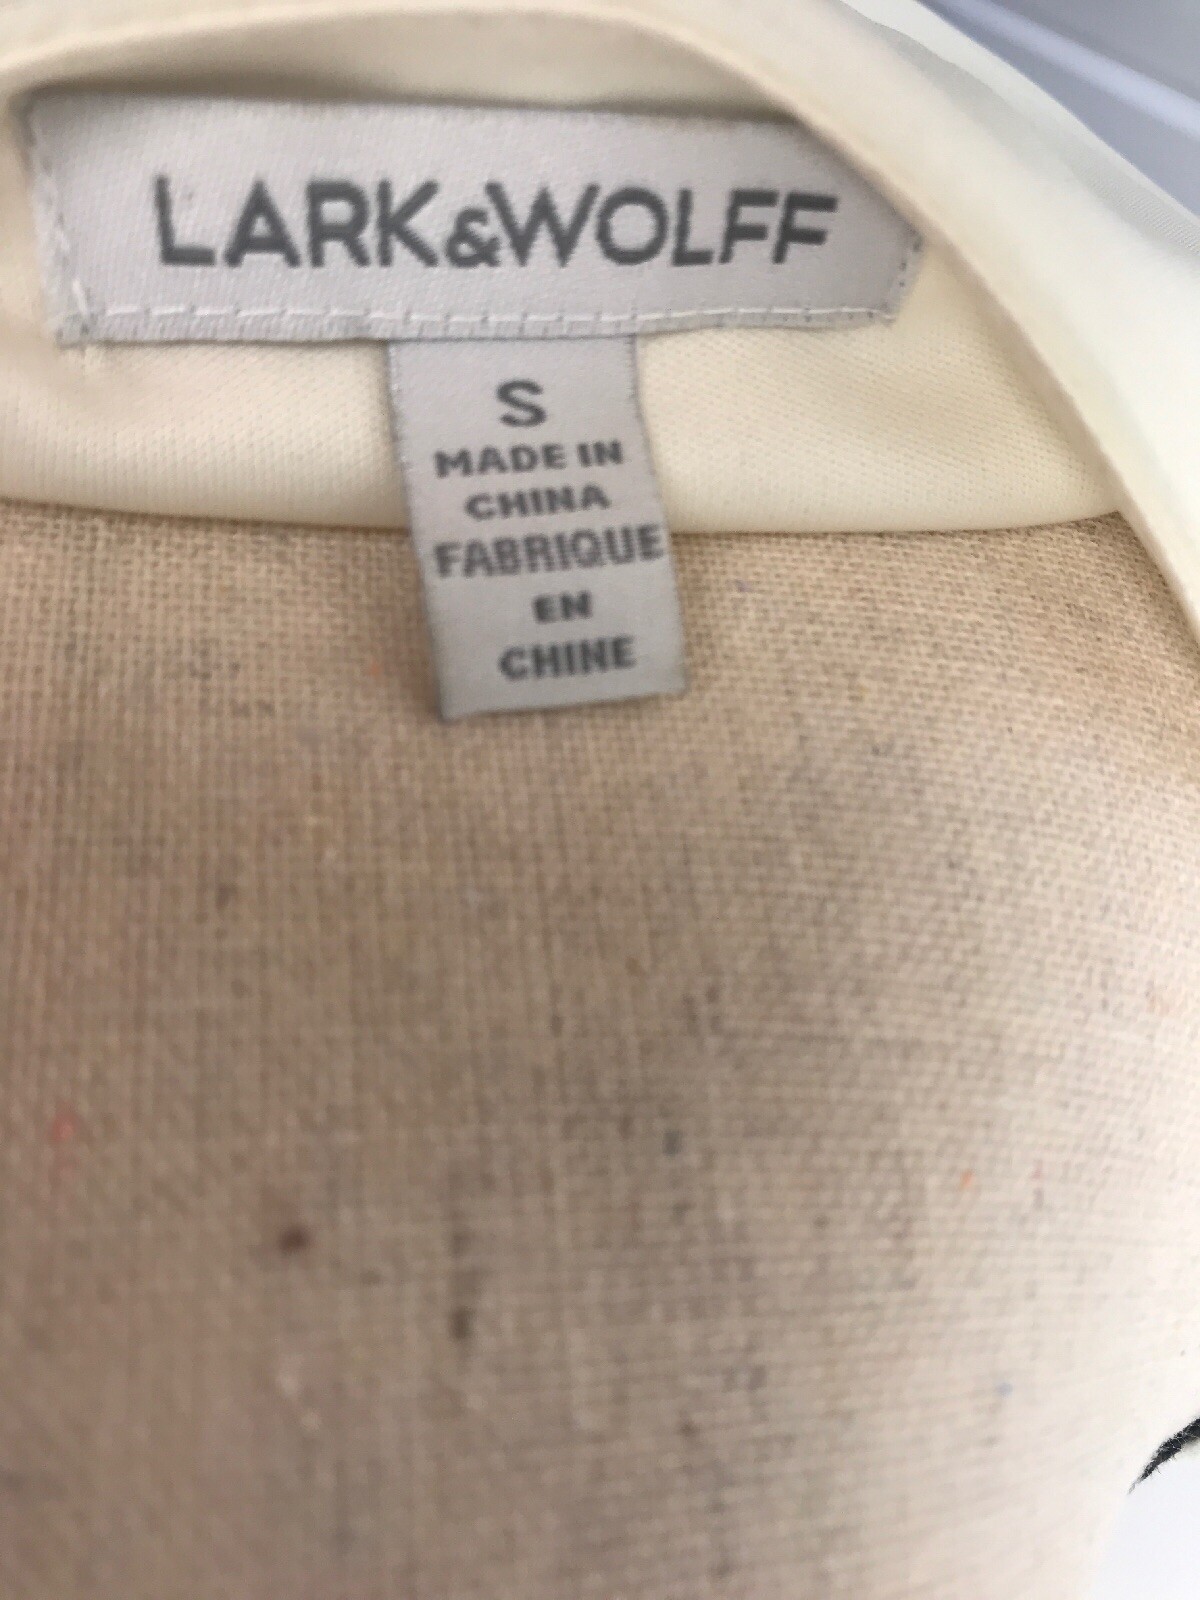 LARK&WOLFF
S
MADE IN
CHINA
FABRIQUE
EN
CHINE